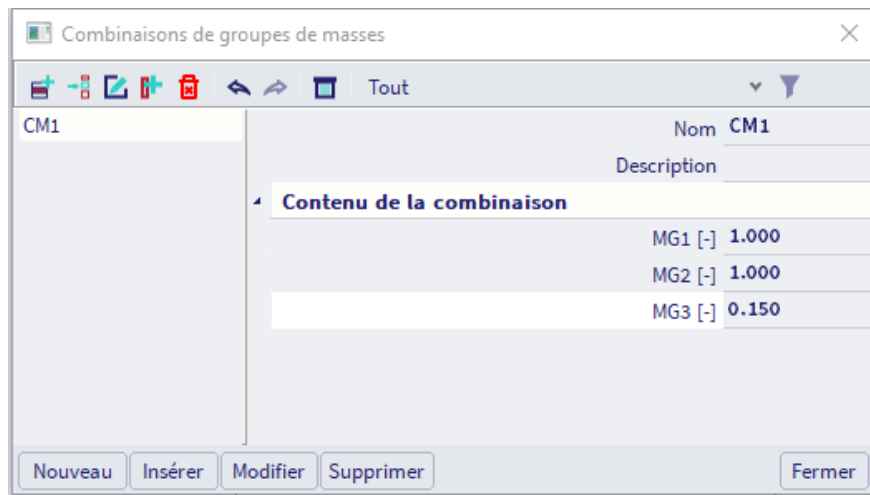 Combinaisons de groupes de masses
Tout
CM1
Nom CM1
Description
Contenu de la combinaison
MG1 [-] 1.000
MG2 [-] 1.000
MG3 [-] 0.150
Nouveau Insérer Modifier Supprimer Fermer